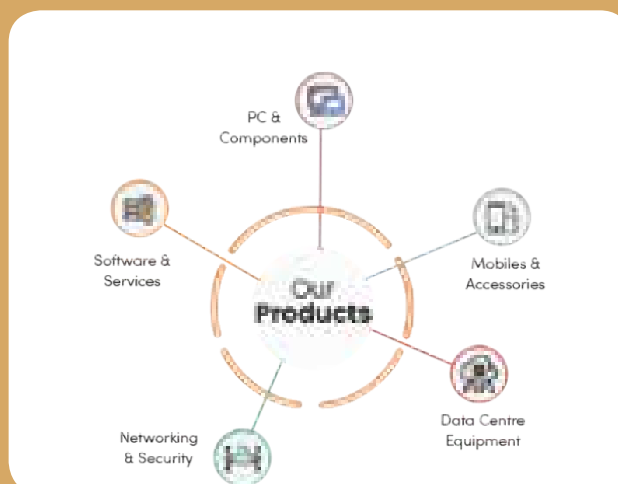 PC &
Components
Software &
Services
Mobiles &
Accessories
Our
Products
Data Centre
Equipment
Networking
& Security